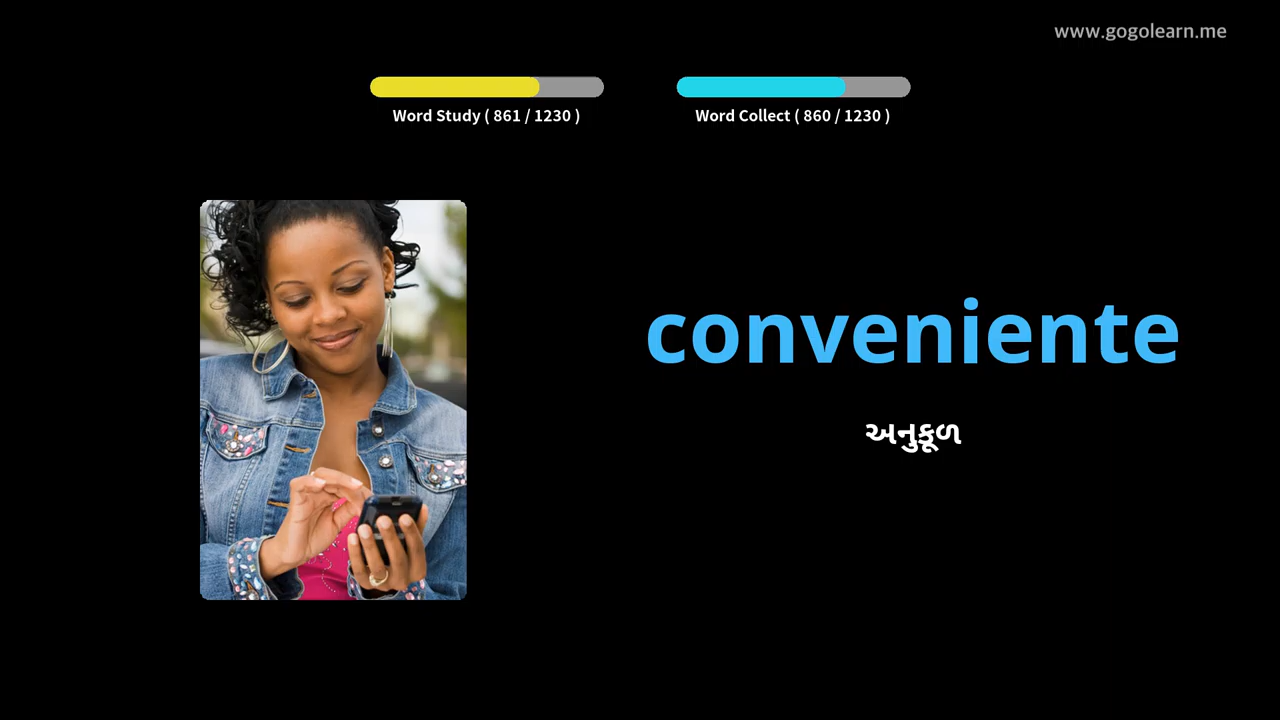 www.gogolearn.me
Word Study ( 861 / 1230 )
Word Collect ( 860 / 1230 )
conveniente
અનુકૂળ